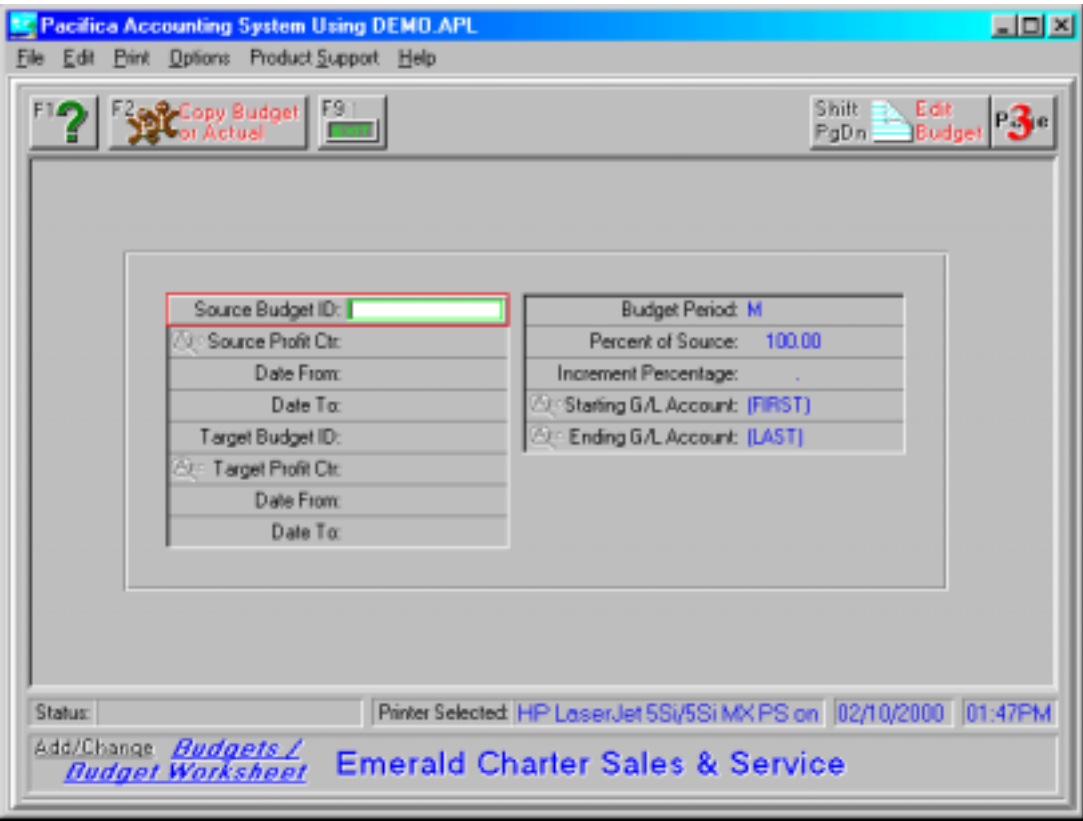 Pacifica Accounting System Using DEMO.APL
File Edit Print Options Product Support Help
F1 F2 Copy Budget or Actual F9 EXIT Shift PgDn Edit Budget Page 3
Source Budget ID: Budget Period: M
Source Profit Ctr: Percent of Source: 100.00
Date From: Increment Percentage: .
Date To: Starting G/L Account: (FIRST)
Target Budget ID: Ending G/L Account: (LAST)
Target Profit Ctr:
Date From:
Date To:
Status: Printer Selected: HP LaserJet 5Si/5Si MX PS on 02/10/2000 01:47PM
Add/Change Budgets /
Budget Worksheet Emerald Charter Sales & Service